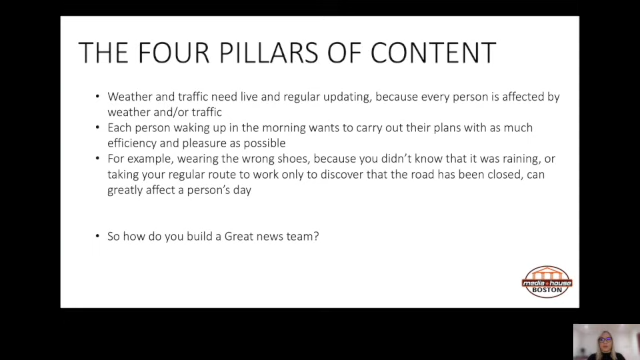 THE FOUR PILLARS OF CONTENT
• Weather and traffic need live and regular updating, because every person is affected by
weather and/or traffic
• Each person waking up in the morning wants to carry out their plans with as much
efficiency and pleasure as possible
• For example, wearing the wrong shoes, because you didn't know that it was raining, or
taking your regular route to work only to discover that the road has been closed, can
greatly affect a person's day
• So how do you build a Great news team?
media house
BOSTON